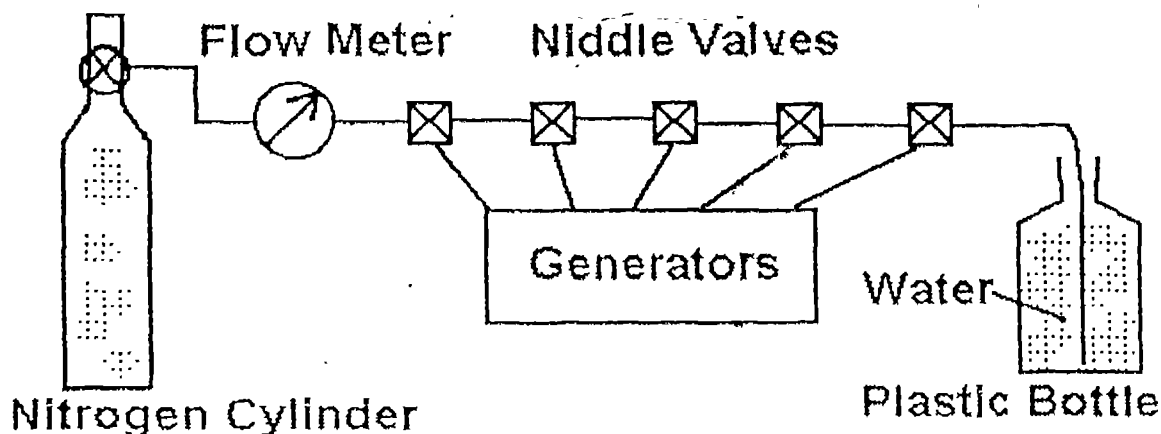 Flow Meter
Niddle Valves
Generators
Water
Nitrogen Cylinder
Plastic Bottle